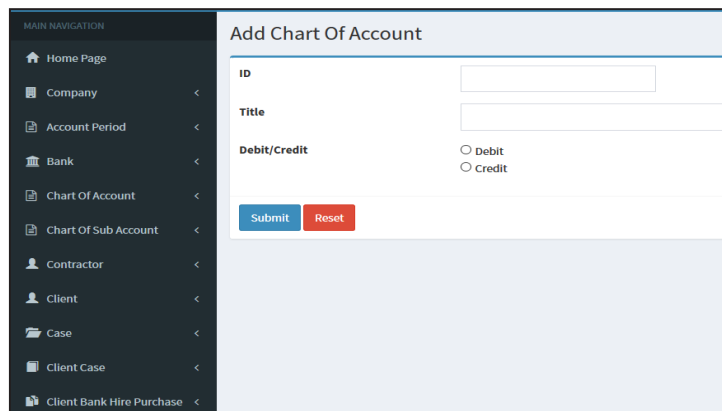 MAIN NAVIGATION
Home Page
Company
Account Period
Bank
Chart Of Account
Chart Of Sub Account
Contractor
Client
Case
Client Case
Client Bank Hire Purchase
Add Chart Of Account
ID
Title
Debit/Credit
Debit
Credit
Submit Reset